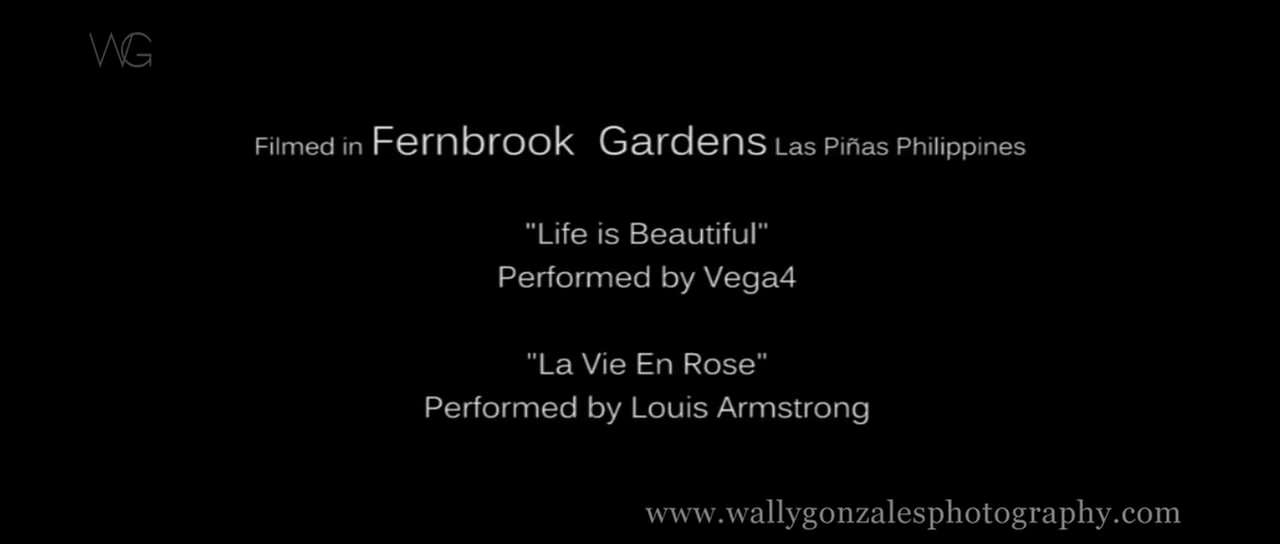 WG
Filmed in Fernbrook Gardens Las Piñas Philippines
"Life is Beautiful"
Performed by Vega4
"La Vie En Rose"
Performed by Louis Armstrong
www.wallygonzalesphotography.com